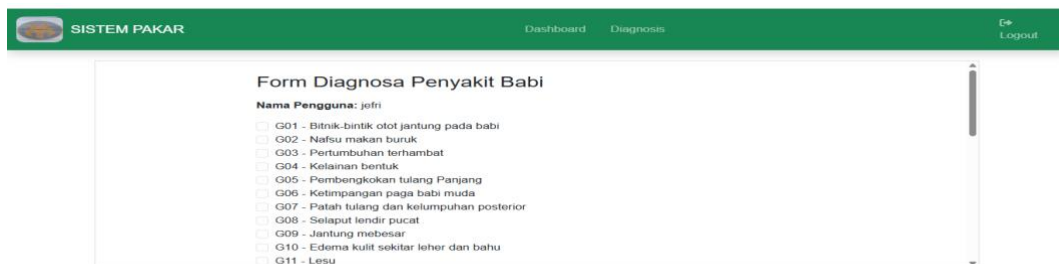 SISTEM PAKAR
Dashboard Diagnosis
Logout
Form Diagnosa Penyakit Babi
Nama Pengguna: jefri
G01 - Bitnik-bintik otot jantung pada babi
G02 - Nafsu makan buruk
G03 - Pertumbuhan terhambat
G04 - Kelainan bentuk
G05 - Pembengkokan tulang Panjang
G06 - Ketimpangan paga babi muda
G07 - Patah tulang dan kelumpuhan posterior
G08 - Selaput lendir pucat
G09 - Jantung mebesar
G10 - Edema kulit sekitar leher dan bahu
G11 - Lesu